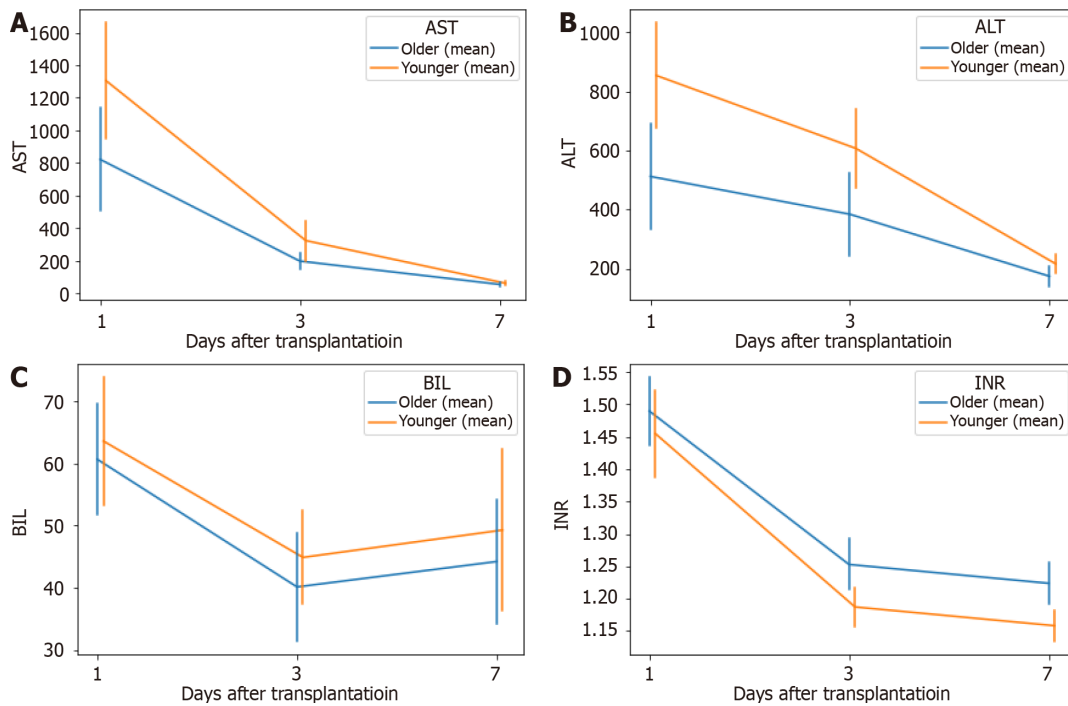 A
AST
Older (mean)
Younger (mean)
1600
1400
1200
1000
800
600
400
200
0
AST
1 3 7
Days after transplantatioin
B
ALT
Older (mean)
Younger (mean)
1000
800
600
400
200
ALT
1 3 7
Days after transplantatioin
C
BIL
Older (mean)
Younger (mean)
70
60
50
40
30
BIL
1 3 7
Days after transplantatioin
D
INR
Older (mean)
Younger (mean)
1.55
1.50
1.45
1.40
1.35
1.30
1.25
1.20
1.15
INR
1 3 7
Days after transplantatioin